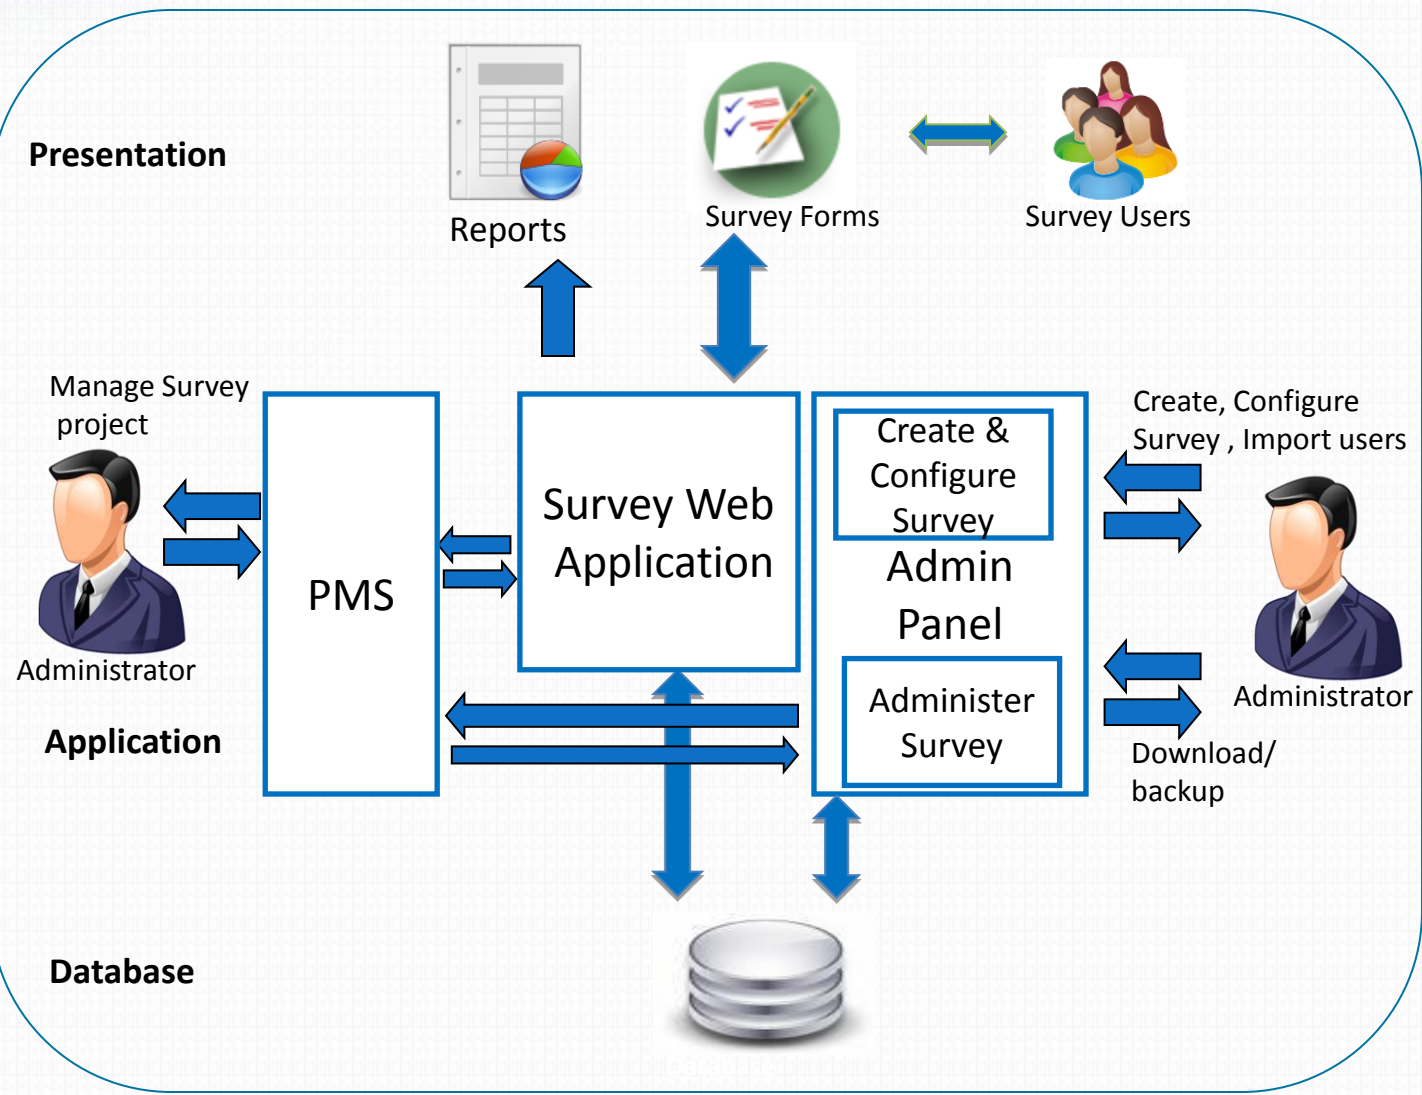 Presentation
Reports
Survey Forms
Survey Users
Manage Survey
project
Administrator
PMS
Survey Web
Application
Create &
Configure
Survey
Admin
Panel
Administer
Survey
Create, Configure
Survey , Import users
Administrator
Download/
backup
Application
Database
Database